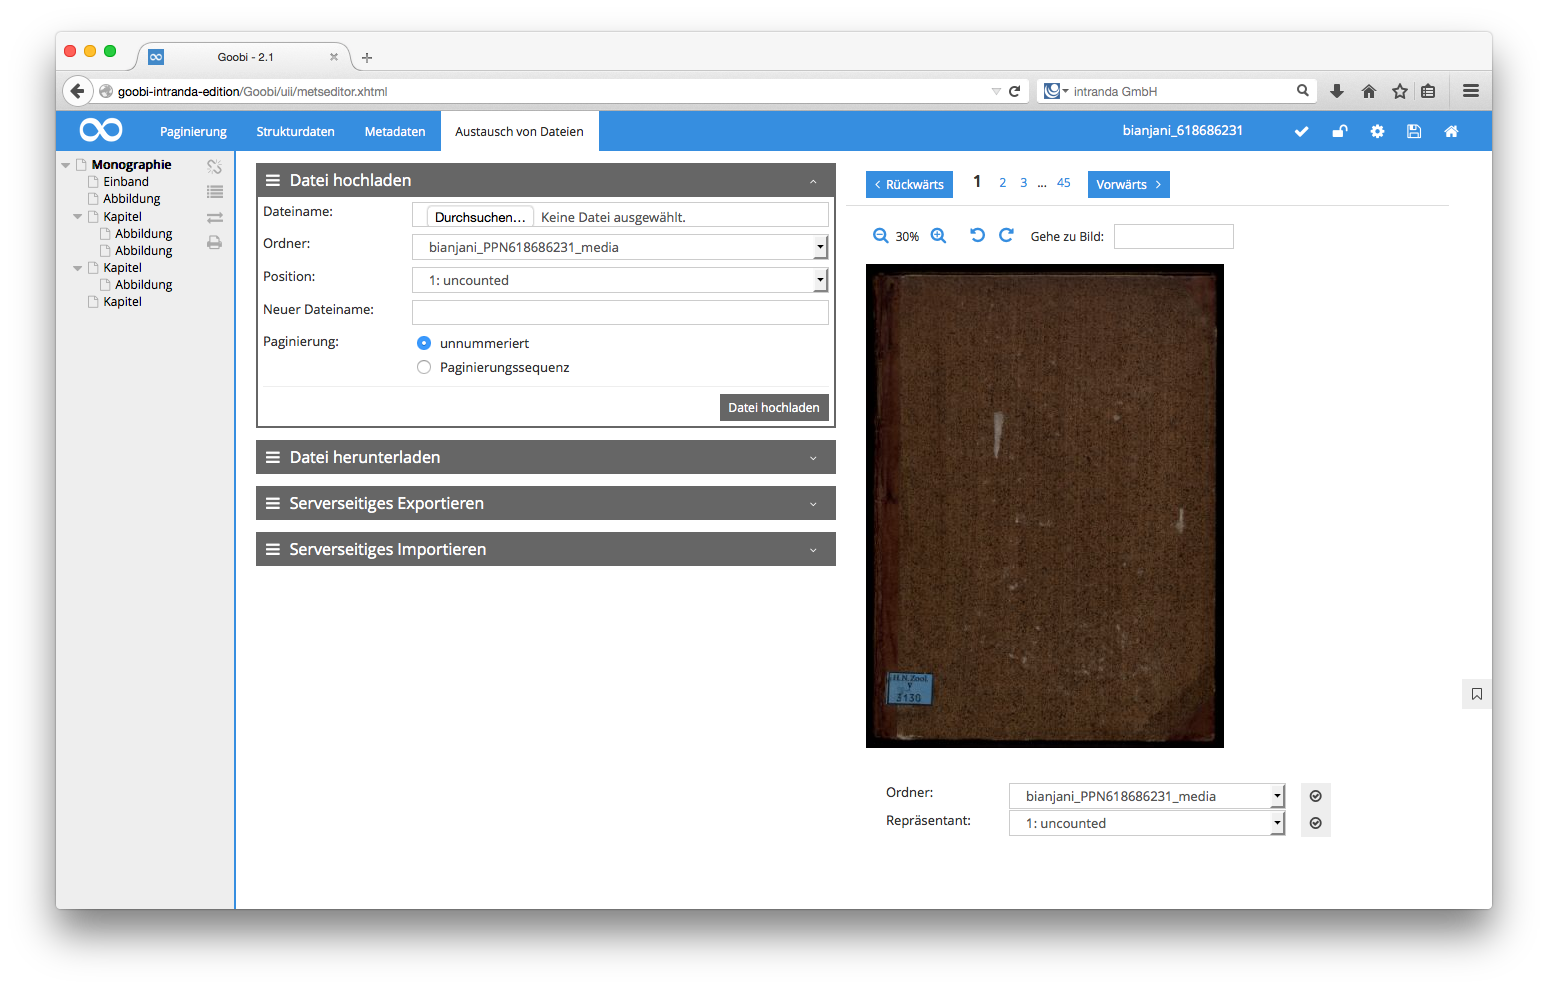 Goobi - 2.1
goobi-intranda-edition/Goobi/uii/metseditor.xhtml
intranda GmbH
Paginierung Strukturdaten Metadaten Austausch von Dateien bianjani_618686231
Monographie
Einband
Abbildung
Kapitel
Abbildung
Abbildung
Kapitel
Abbildung
Kapitel
Datei hochladen
Dateiname: Durchsuchen... Keine Datei ausgewählt.
Ordner: bianjani_PPN618686231_media
Position: 1: uncounted
Neuer Dateiname:
Paginierung: unnummeriert
Paginierungssequenz
Datei hochladen
Datei herunterladen
Serverseitiges Exportieren
Serverseitiges Importieren
Rückwärts 1 2 3 ... 45 Vorwärts
30% Gehe zu Bild:
H.N. Zool.
V
3130
Ordner: bianjani_PPN618686231_media
Repräsentant: 1: uncounted